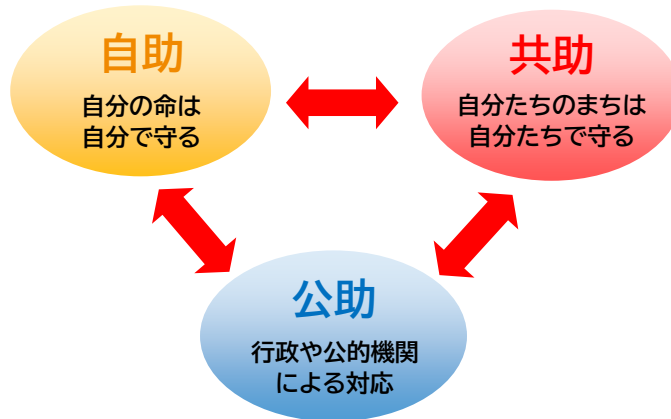 自助
自分の命は
自分で守る
共助
自分たちのまちは
自分たちで守る
公助
行政や公的機関
による対応